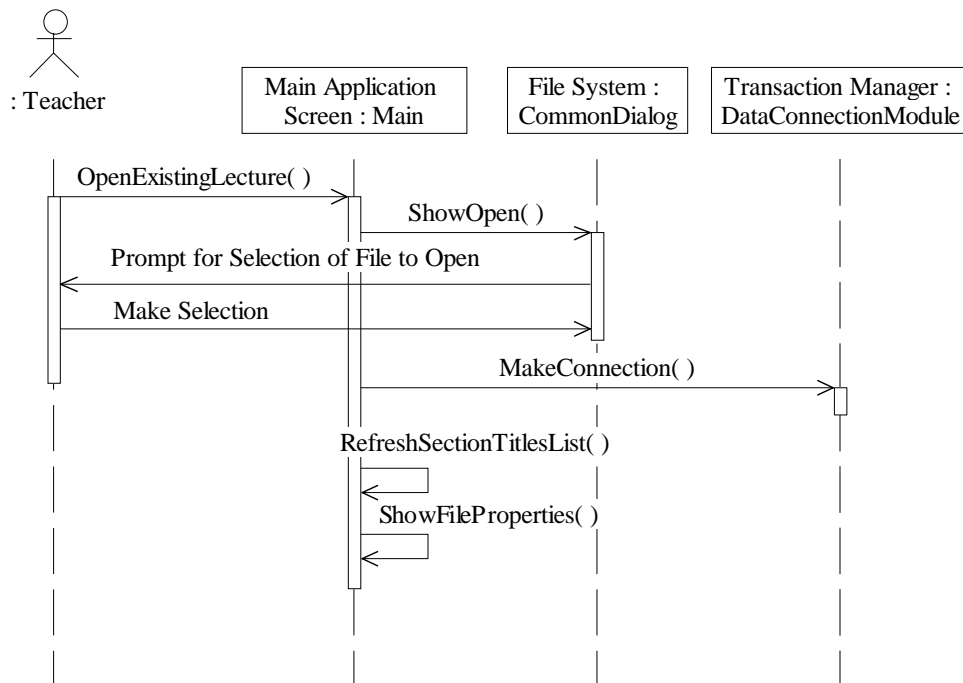 : Teacher
Main Application
Screen : Main
File System :
CommonDialog
Transaction Manager :
DataConnectionModule
OpenExistingLecture( )
ShowOpen( )
Prompt for Selection of File to Open
Make Selection
MakeConnection( )
RefreshSectionTitlesList( )
ShowFileProperties( )